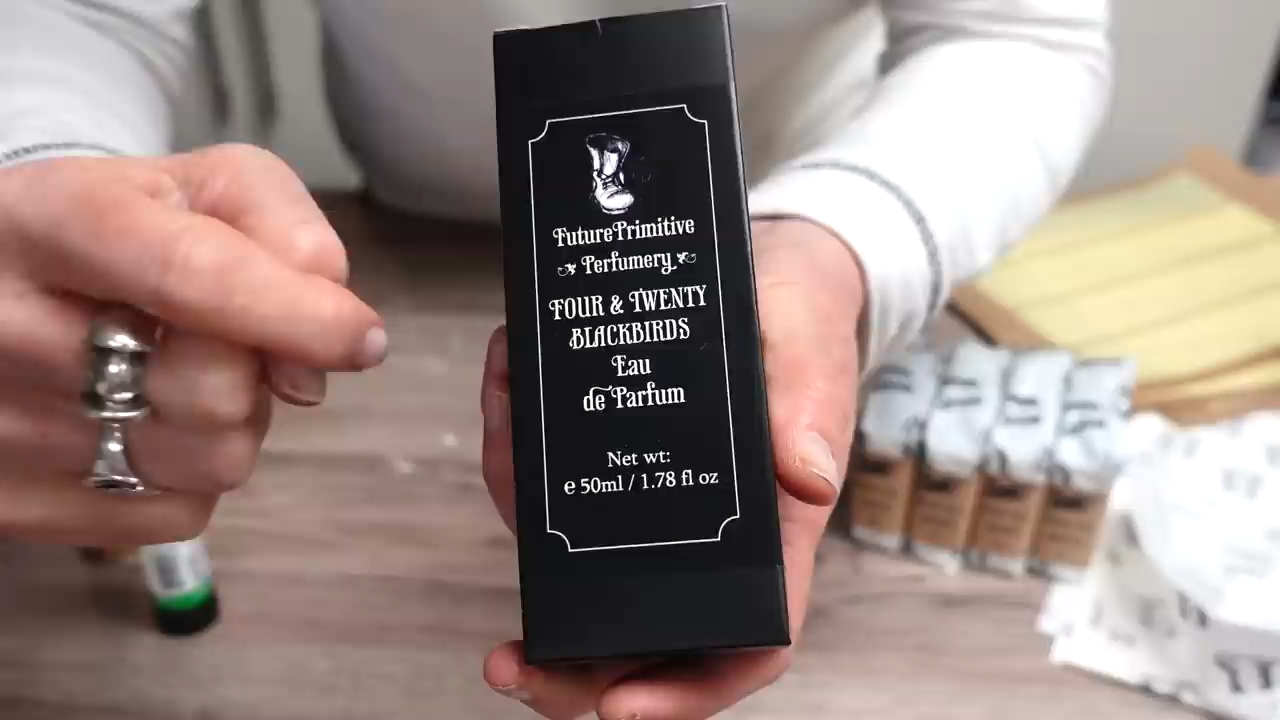 FuturePrimitive
Perfumery
FOUR & TWENTY
BLACKBIRDS
Eau
de Parfum
Net wt:
e 50ml / 1.78 fl oz